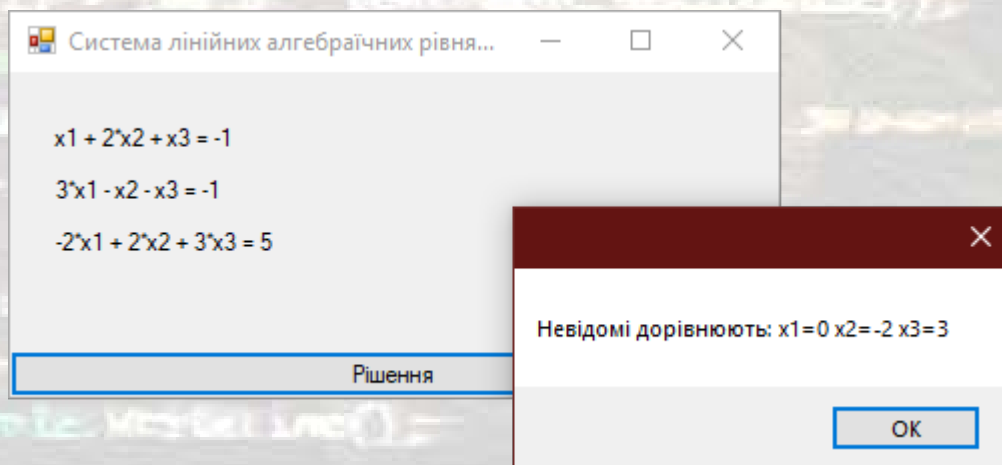 Система лінійних алгебраїчних рівня...
x1 + 2*x2 + x3 = -1
3*x1 - x2 - x3 = -1
-2*x1 + 2*x2 + 3*x3 = 5
Рішення
Невідомі дорівнюють: x1=0 x2=-2 x3=3
OK